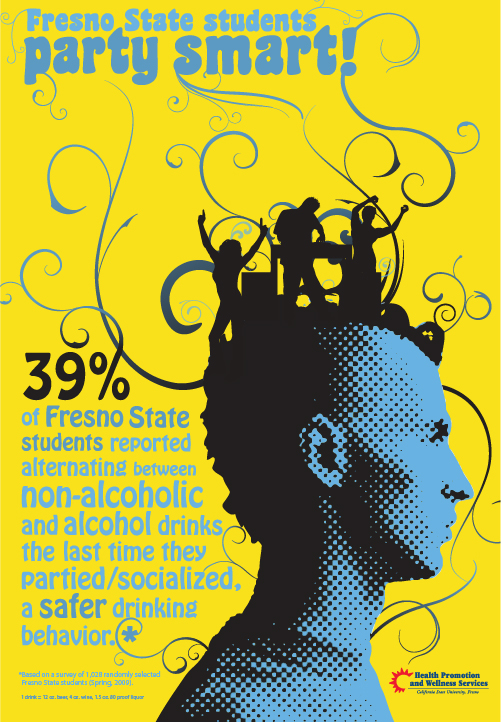 Fresno State students
party smart!
39%
of Fresno State
students reported
alternating between
non-alcoholic
and alcohol drinks
the last time they
partied/socialized,
a safer drinking
behavior.*
*Based on a survey of 1,028 randomly selected
Fresno State students (Spring, 2009).
1 drink = 12 oz. beer, 4 oz. wine, 1.5 oz. 80 proof liquor
Health Promotion
and Wellness Services
California State University, Fresno